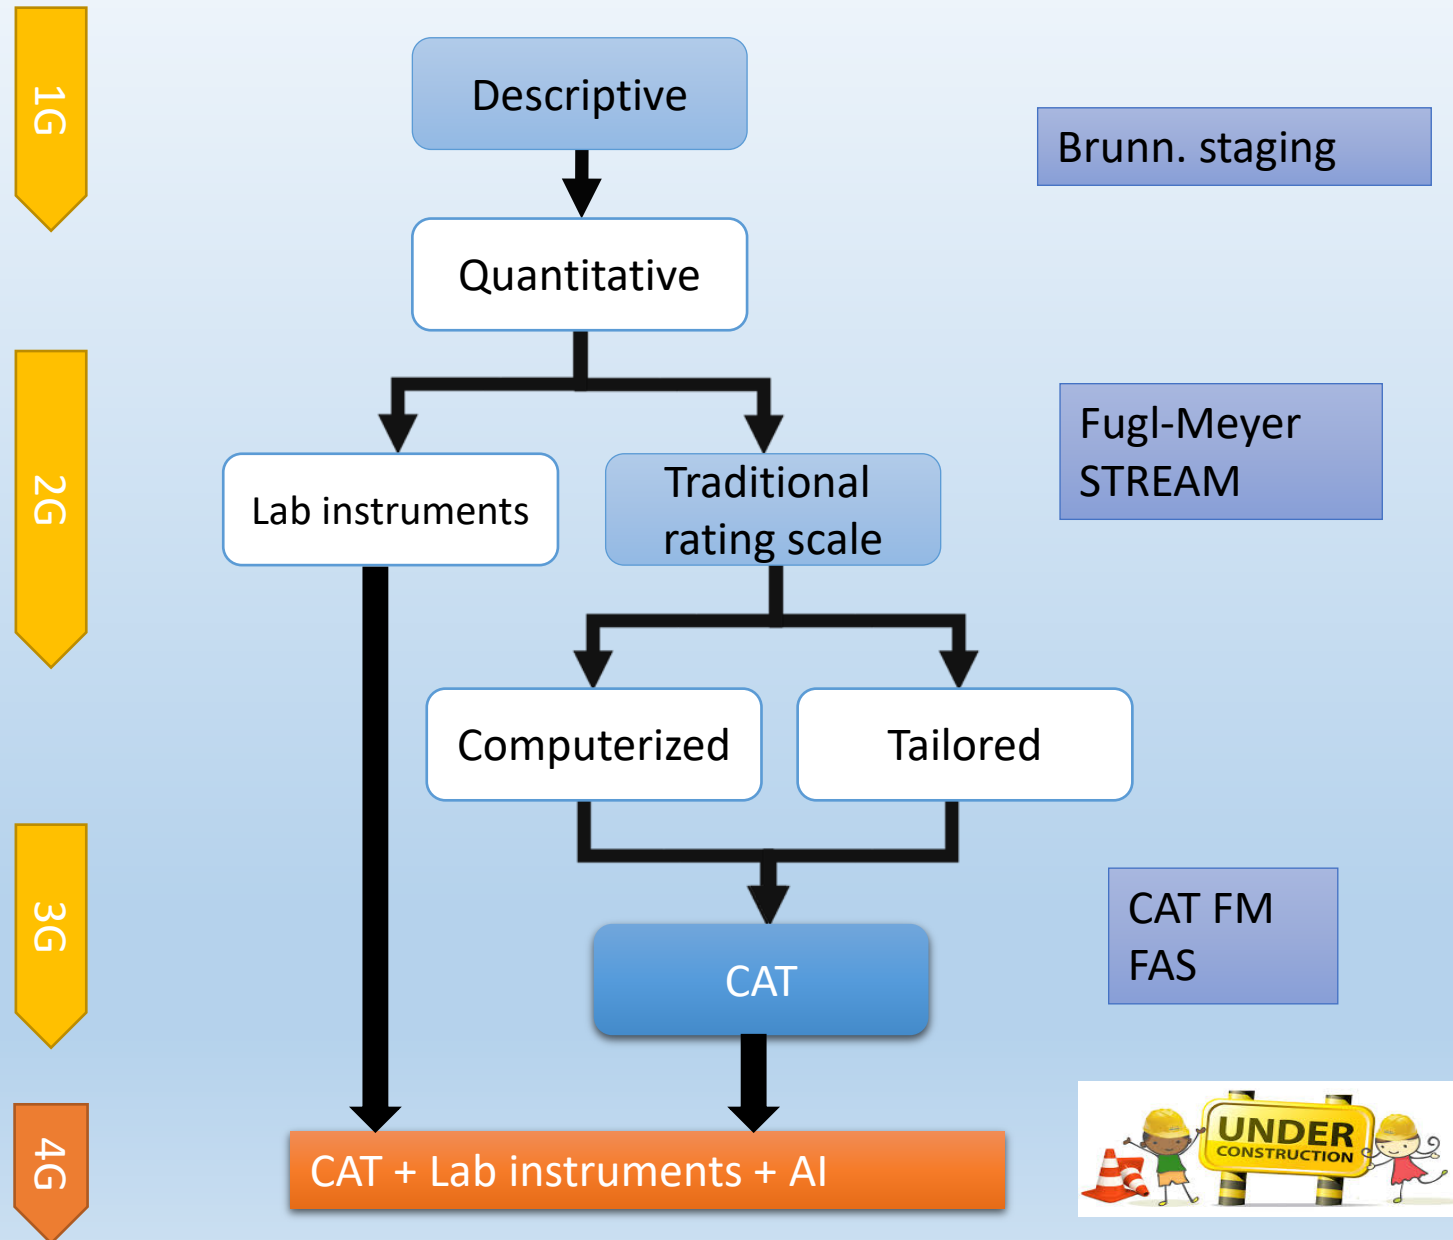 1G
Descriptive
Brunn. staging
Quantitative
2G
Fugl-Meyer
STREAM
Lab instruments
Traditional
rating scale
Computerized
Tailored
3G
CAT FM
FAS
CAT
4G
CAT + Lab instruments + AI
UNDER
CONSTRUCTION